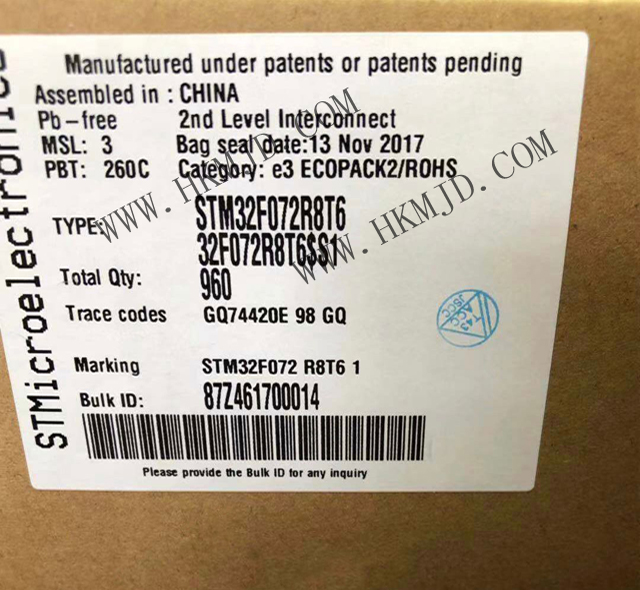 STMicroelectronics
Manufactured under patents or patents pending
Assembled in : CHINA
Pb-free 2nd Level Interconnect
MSL: 3 Bag seal date:13 Nov 2017
PBT: 260C Category: e3 ECOPACK2/ROHS
TYPE: STM32F072R8T6
32F072R8T6$S1
Total Qty: 960
Trace codes GQ74420E 98 GQ
Marking STM32F072 R8T6 1
Bulk ID: 87Z461700014
Please provide the Bulk ID for any inquiry
WWW.HKMJD.COM
WWW.HKMJD.COM
T43
ACC
JSCC